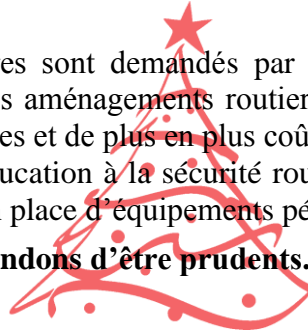 es sont demandés par
s aménagements routier
es et de plus en plus coû
ucation à la sécurité rou
place d'équipements pé
ndons d'être prudents.